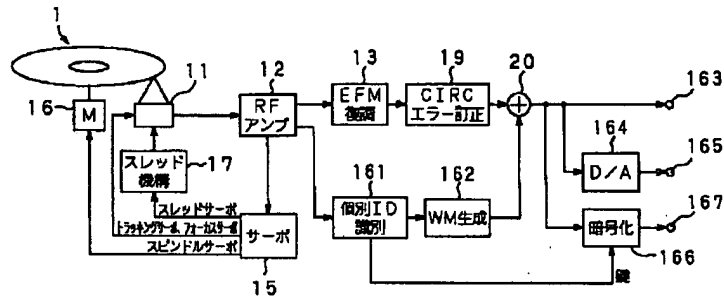 1
16
M
11
12
RF
アンプ
13
EFM
復調
19
CIRC
エラー訂正
20
163
164
D/A
165
スレッド
機構
17
161
個別ID
識別
162
WM生成
167
暗号化
166
鍵
スレッドサーボ
トラッキングサーボ、フォーカスサーボ
スピンドルサーボ
サーボ
15